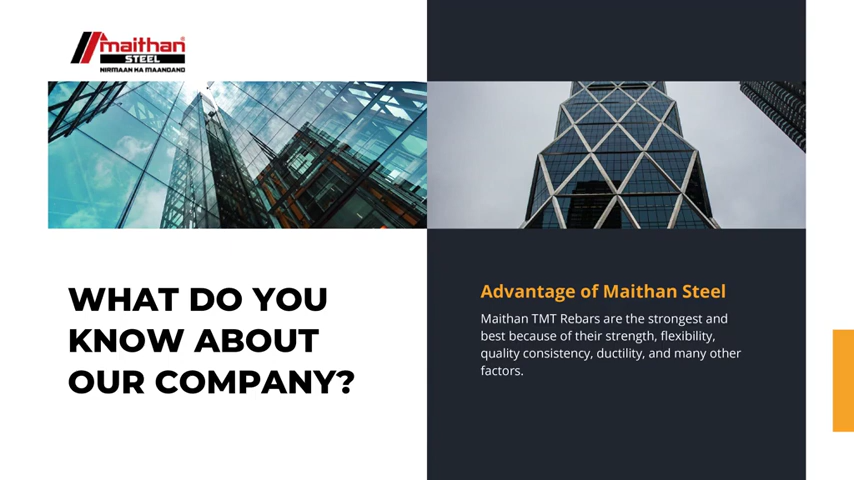 maithan
STEEL
NIRMAAN KA MAANGAND
WHAT DO YOU
KNOW ABOUT
OUR COMPANY?
Advantage of Maithan Steel
Maithan TMT Rebars are the strongest and
best because of their strength, flexibility,
quality consistency, ductility, and many other
factors.